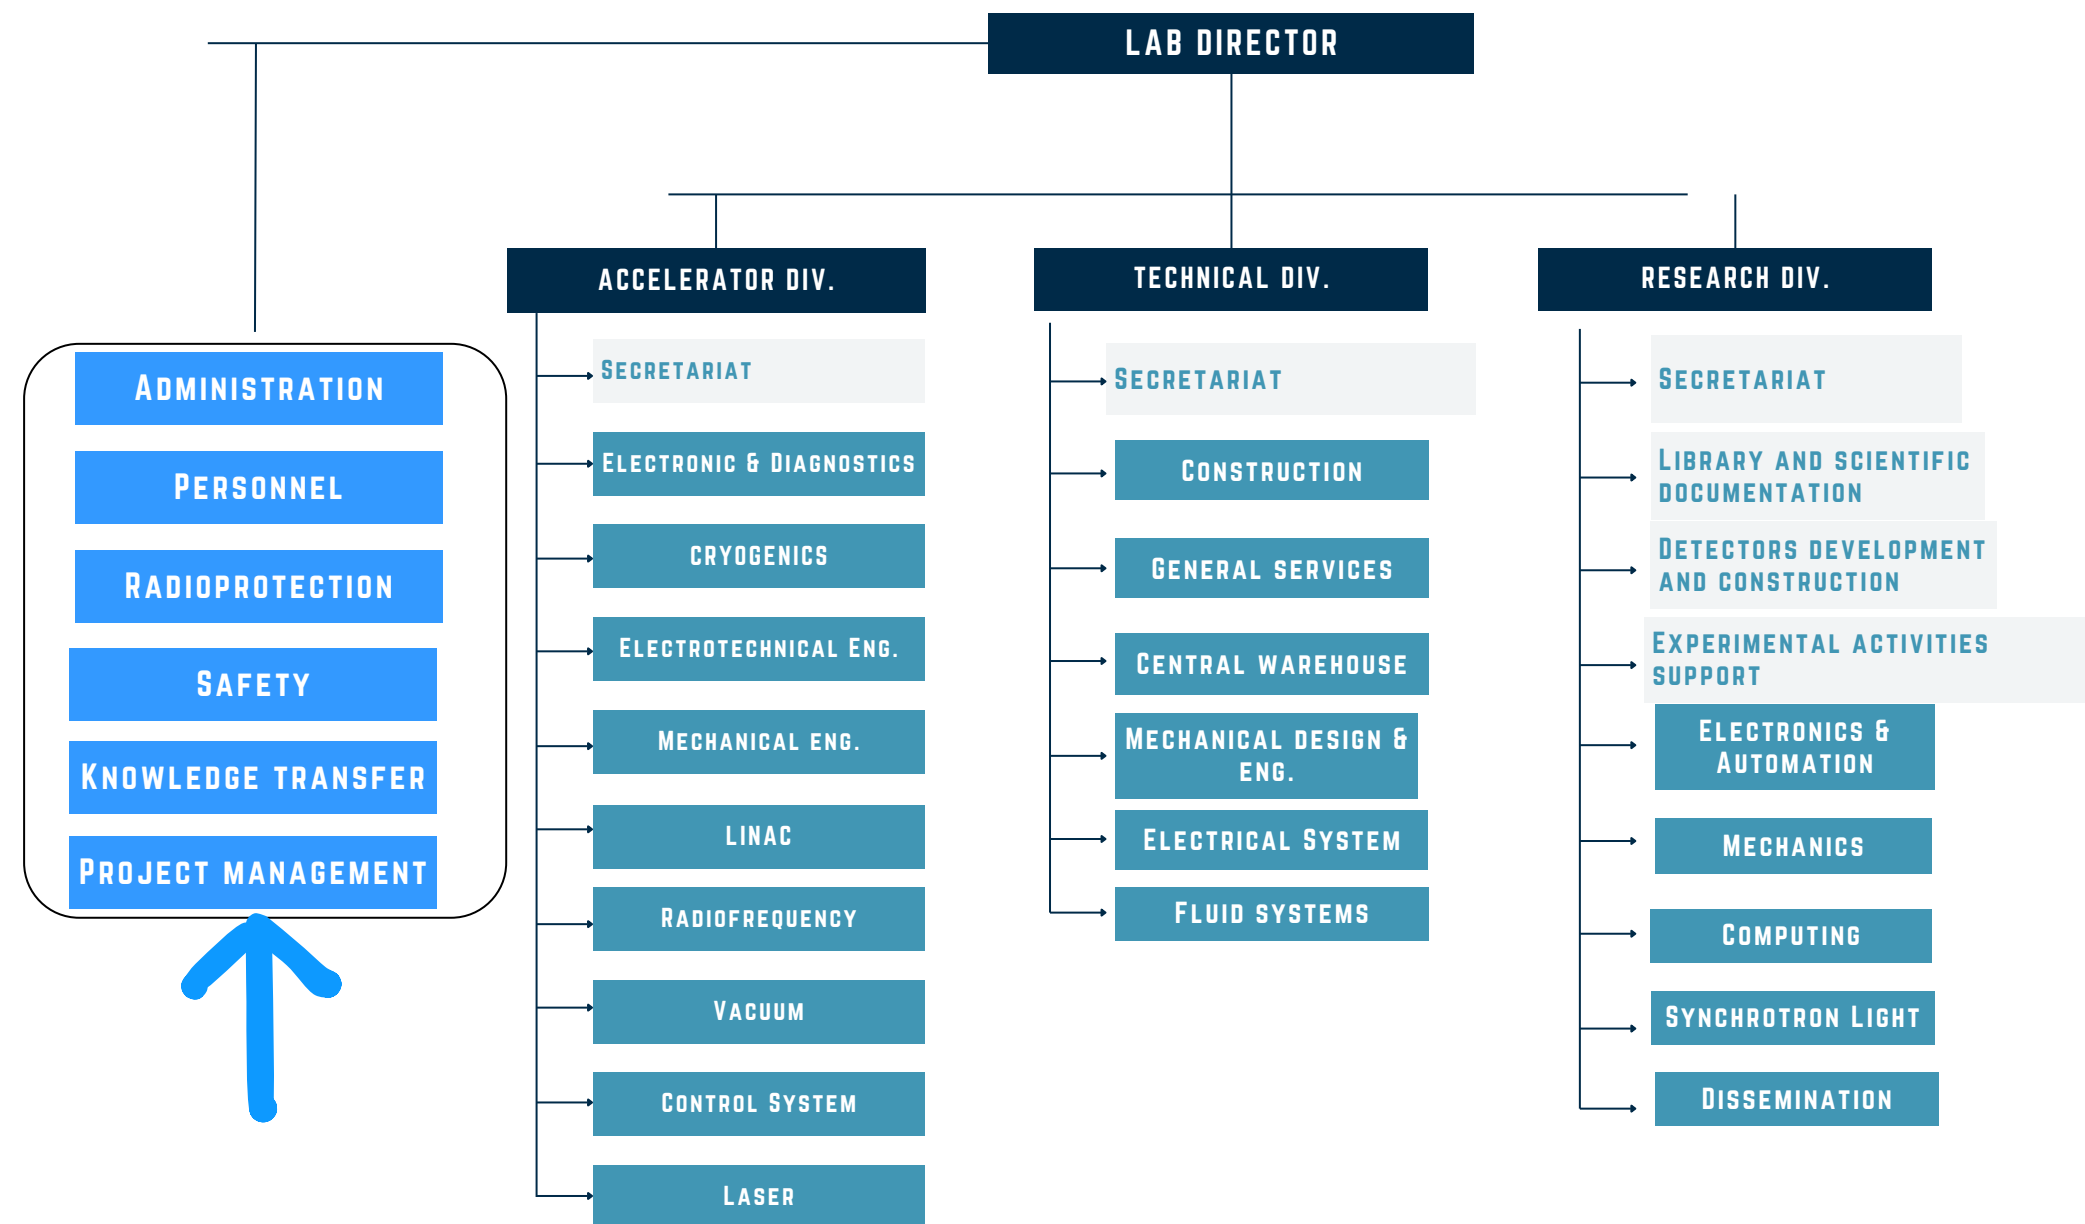 LAB DIRECTOR
Administration
Personnel
Radioprotection
Safety
Knowledge transfer
Project management
ACCELERATOR DIV.
Secretariat
Electronic & Diagnostics
CRYOGENICS
Electrotechnical Eng.
Mechanical eng.
LINAC
Radiofrequency
Vacuum
Control System
Laser
TECHNICAL DIV.
Secretariat
Construction
General services
Central warehouse
Mechanical design &
eng.
Electrical System
Fluid systems
RESEARCH DIV.
Secretariat
Library and scientific
documentation
Detectors development
and construction
Experimental activities
support
Electronics &
Automation
Mechanics
Computing
Synchrotron Light
Dissemination